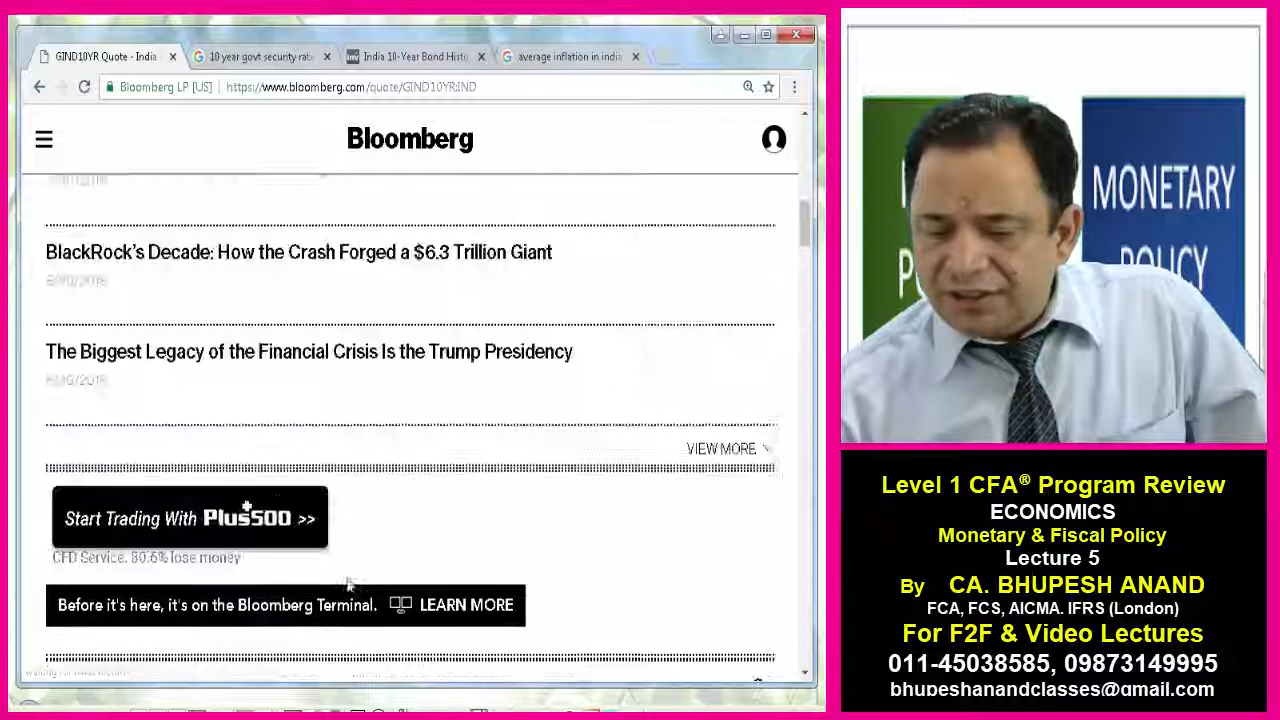 GIND10YR Quote - India
10 year govt security rat
India 10-Year Bond Histo
average inflation in india
Bloomberg LP [US]
https://www.bloomberg.com/quote/GIND10YR:IND
Bloomberg
BlackRock's Decade: How the Crash Forged a $6.3 Trillion Giant
The Biggest Legacy of the Financial Crisis Is the Trump Presidency
VIEW MORE
Start Trading With Plus500 >>
CFD Service. 80.6% lose money
Before it's here, it's on the Bloomberg Terminal.
LEARN MORE
MONETARY
POLICY
Level 1 CFA® Program Review
ECONOMICS
Monetary & Fiscal Policy
Lecture 5
By CA. BHUPESH ANAND
FCA, FCS, AICMA. IFRS (London)
For F2F & Video Lectures
011-45038585, 09873149995
bhupeshanandclasses@gmail.com